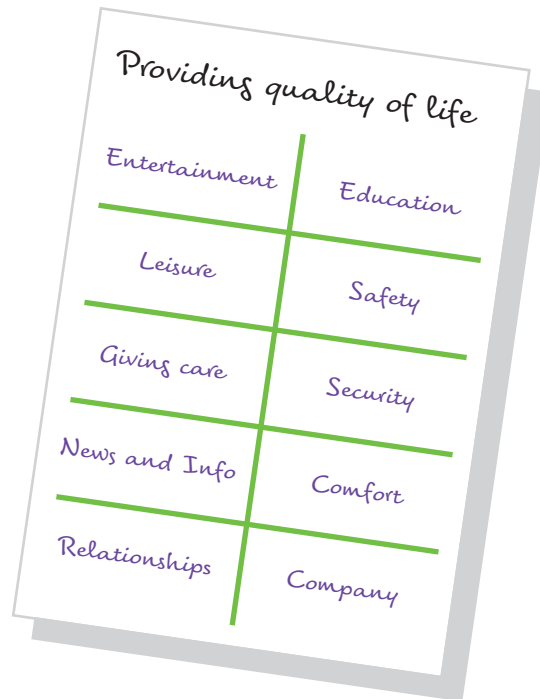 Providing quality of life
Entertainment
Education
Leisure
Safety
Giving care
Security
News and Info
Comfort
Relationships
Company